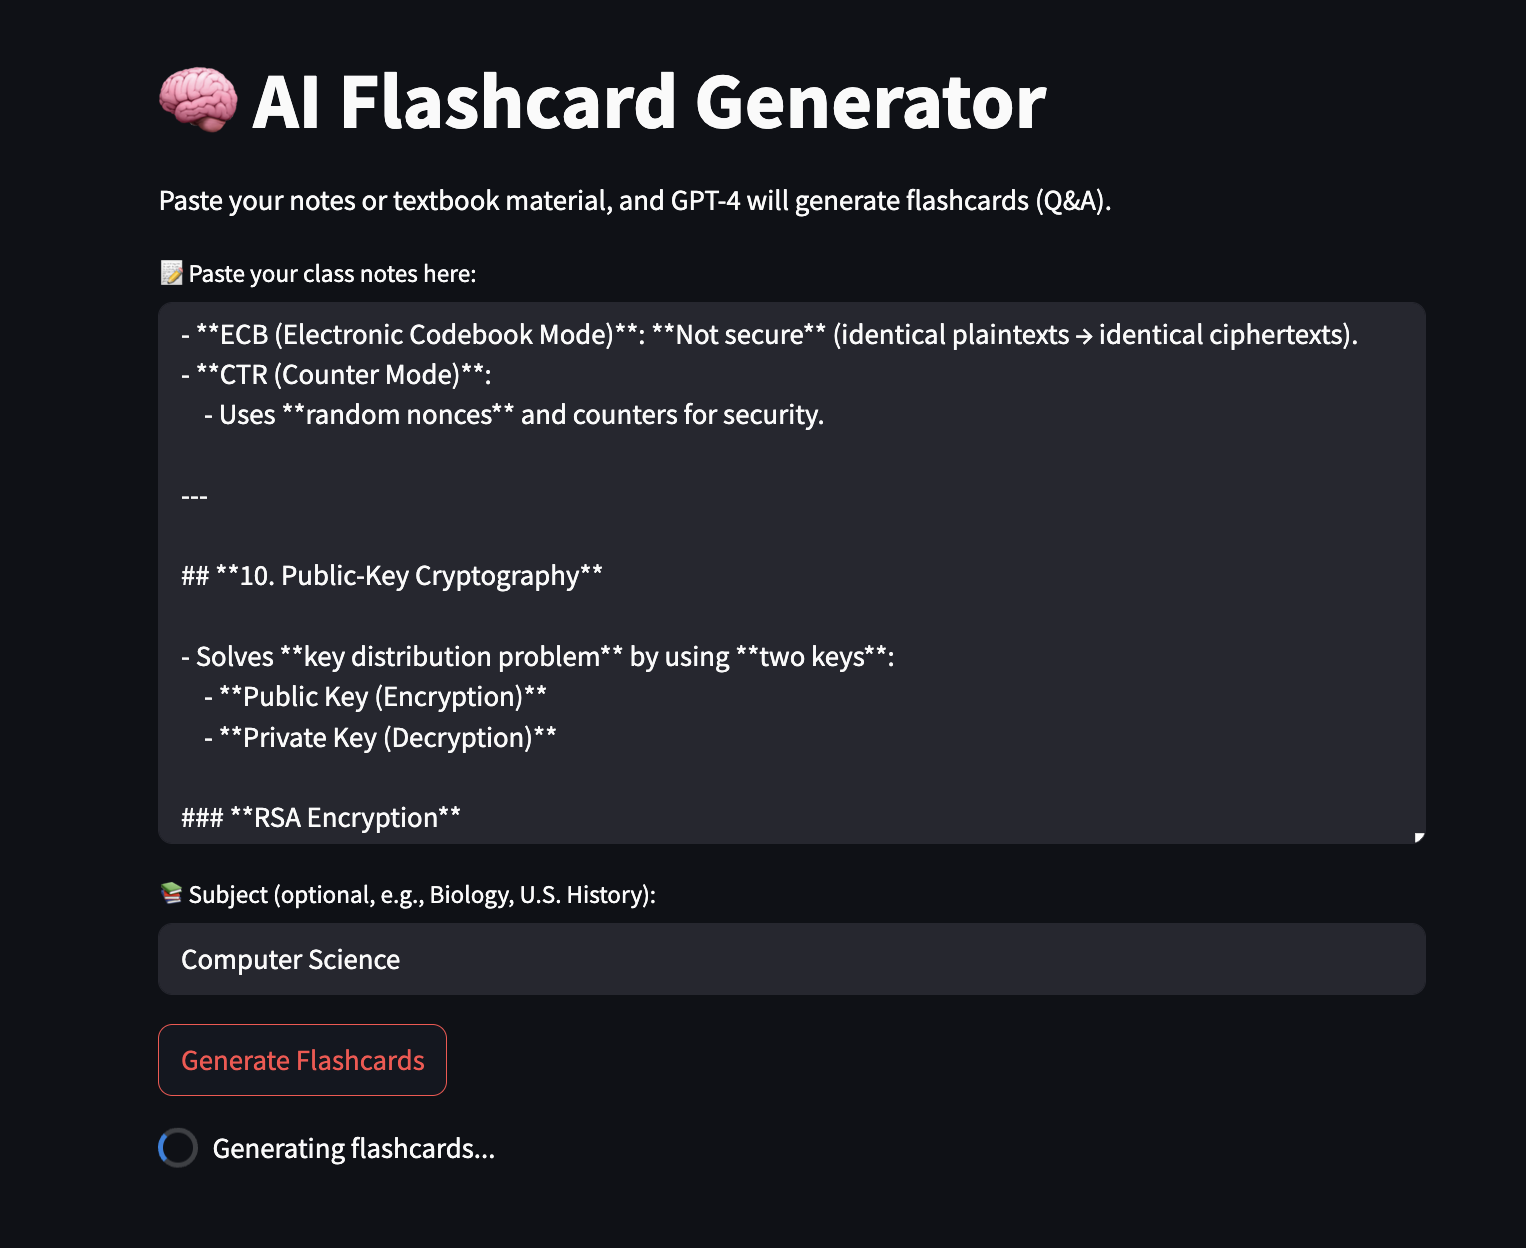 AI Flashcard Generator
Paste your notes or textbook material, and GPT-4 will generate flashcards (Q&A).
Paste your class notes here:
- **ECB (Electronic Codebook Mode)**: **Not secure** (identical plaintexts → identical ciphertexts).
- **CTR (Counter Mode)**:
- Uses **random nonces** and counters for security.
---
## **10. Public-Key Cryptography**
- Solves **key distribution problem** by using **two keys**:
- **Public Key (Encryption)**
- **Private Key (Decryption)**
### **RSA Encryption**
Subject (optional, e.g., Biology, U.S. History):
Computer Science
Generate Flashcards
Generating flashcards...